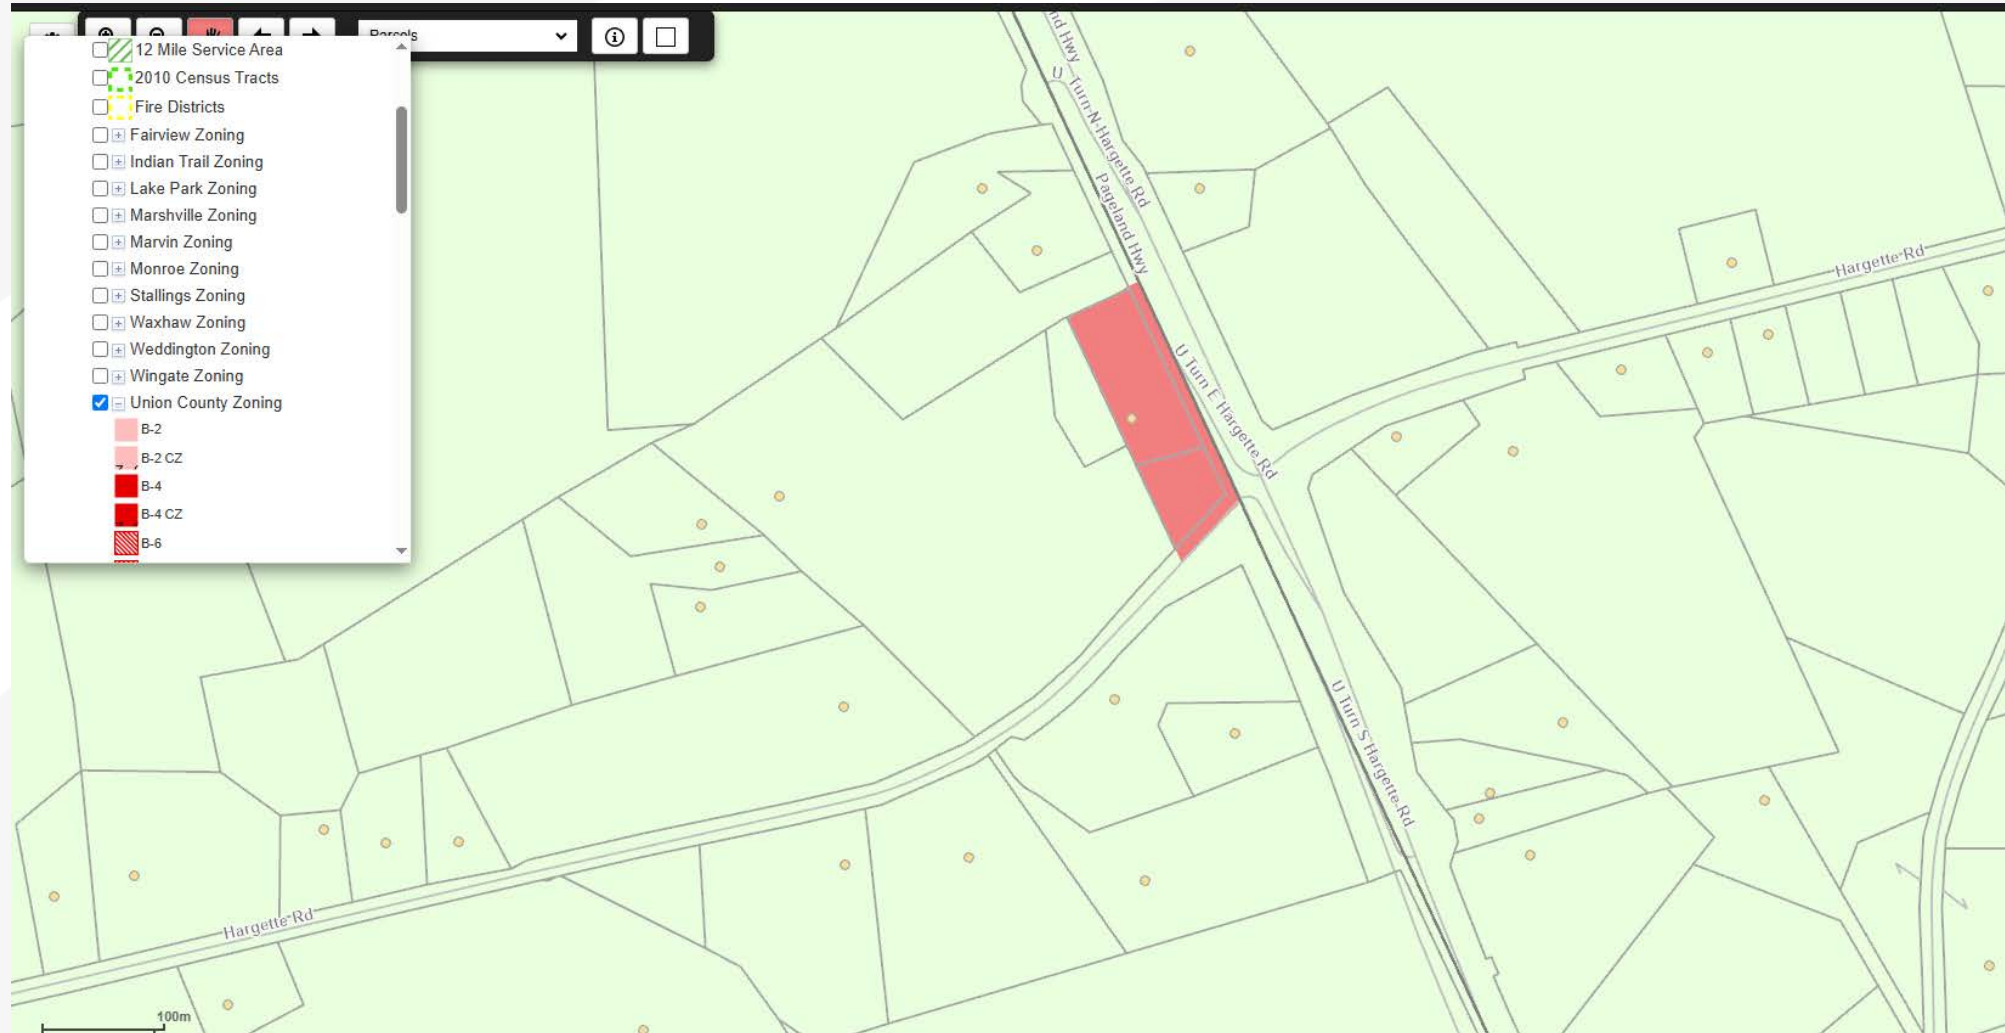 Parcels
12 Mile Service Area
2010 Census Tracts
Fire Districts
Fairview Zoning
Indian Trail Zoning
Lake Park Zoning
Marshville Zoning
Marvin Zoning
Monroe Zoning
Stallings Zoning
Waxhaw Zoning
Weddington Zoning
Wingate Zoning
Union County Zoning
B-2
B-2 CZ
B-4
B-4 CZ
B-6
nd Hwy
U Turn N Hargette Rd
Pageland Hwy
U Turn E Hargette Rd
Hargette Rd
U Turn S Hargette Rd
Hargette Rd
100m